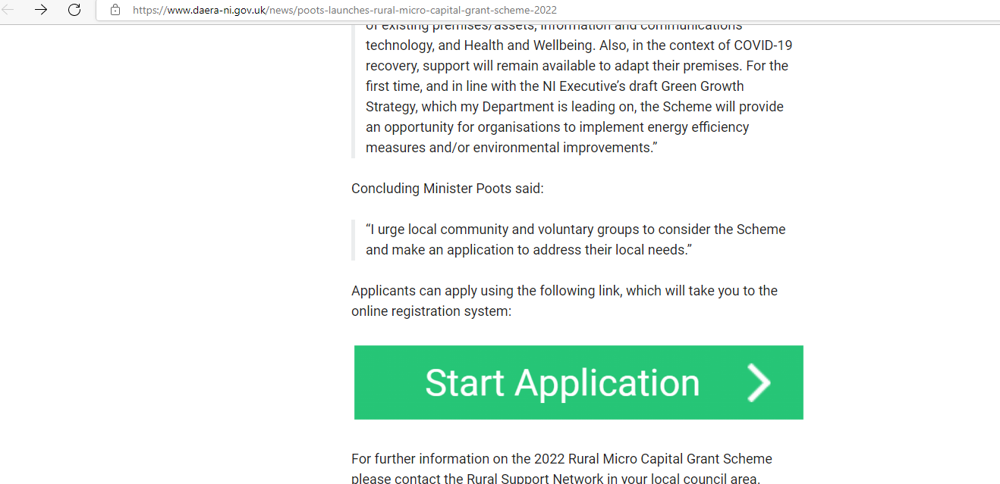 https://www.daera-ni.gov.uk/news/poots-launches-rural-micro-capital-grant-scheme-2022
of existing premises/assets, information and communications
technology, and Health and Wellbeing. Also, in the context of COVID-19
recovery, support will remain available to adapt their premises. For the
first time, and in line with the NI Executive’s draft Green Growth
Strategy, which my Department is leading on, the Scheme will provide
an opportunity for organisations to implement energy efficiency
measures and/or environmental improvements.”
Concluding Minister Poots said:
“I urge local community and voluntary groups to consider the Scheme
and make an application to address their local needs.”
Applicants can apply using the following link, which will take you to the
online registration system:
Start Application
For further information on the 2022 Rural Micro Capital Grant Scheme
please contact the Rural Support Network in your local council area.